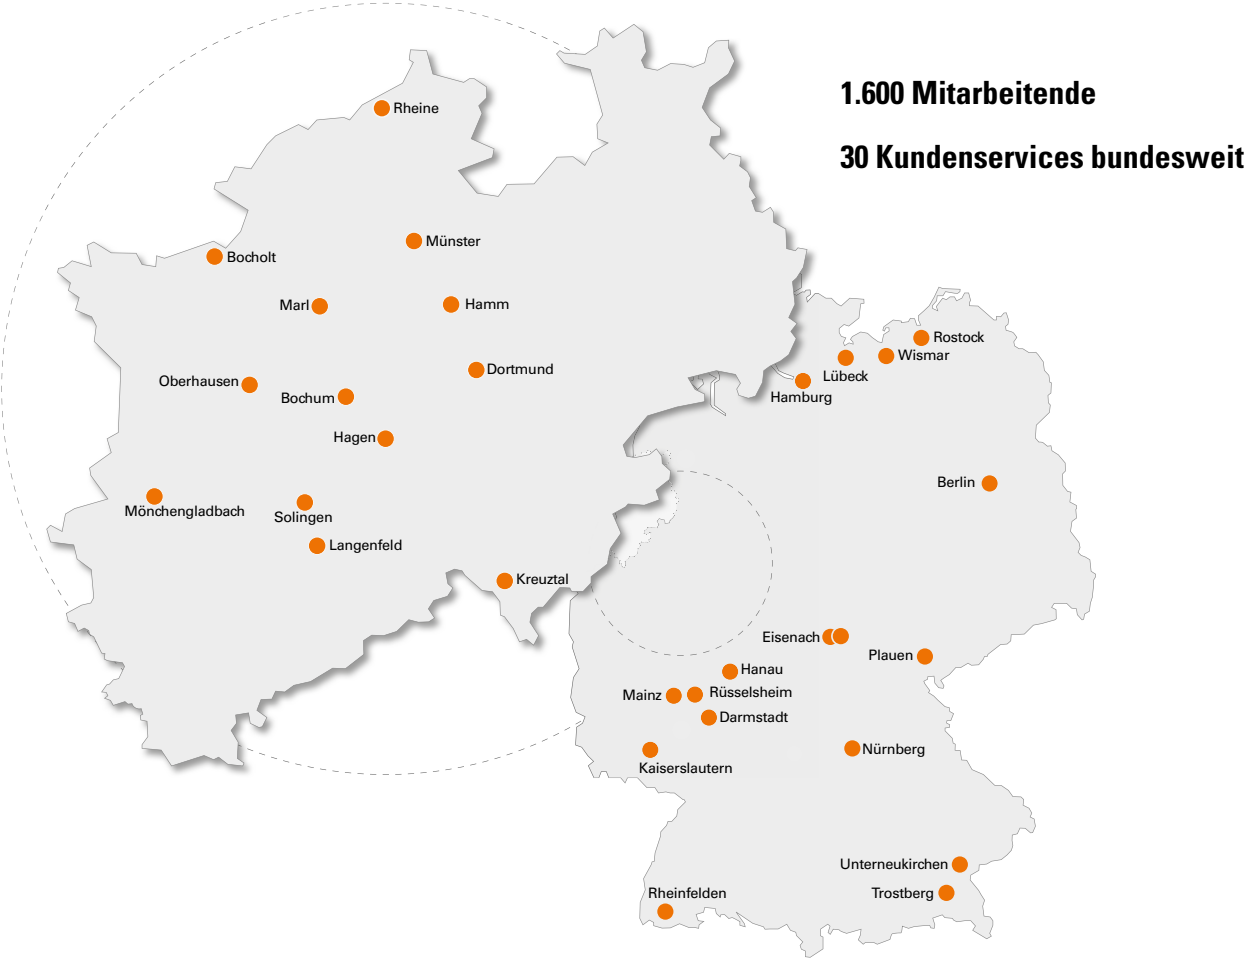 1.600 Mitarbeitende
30 Kundenservices bundesweit
Rheine
Münster
Bocholt
Marl
Hamm
Dortmund
Oberhausen
Bochum
Hagen
Mönchengladbach
Solingen
Langenfeld
Kreuztal
Rostock
Wismar
Lübeck
Hamburg
Berlin
Eisenach
Plauen
Hanau
Mainz
Rüsselsheim
Darmstadt
Nürnberg
Kaiserslautern
Unterneukirchen
Trostberg
Rheinfelden